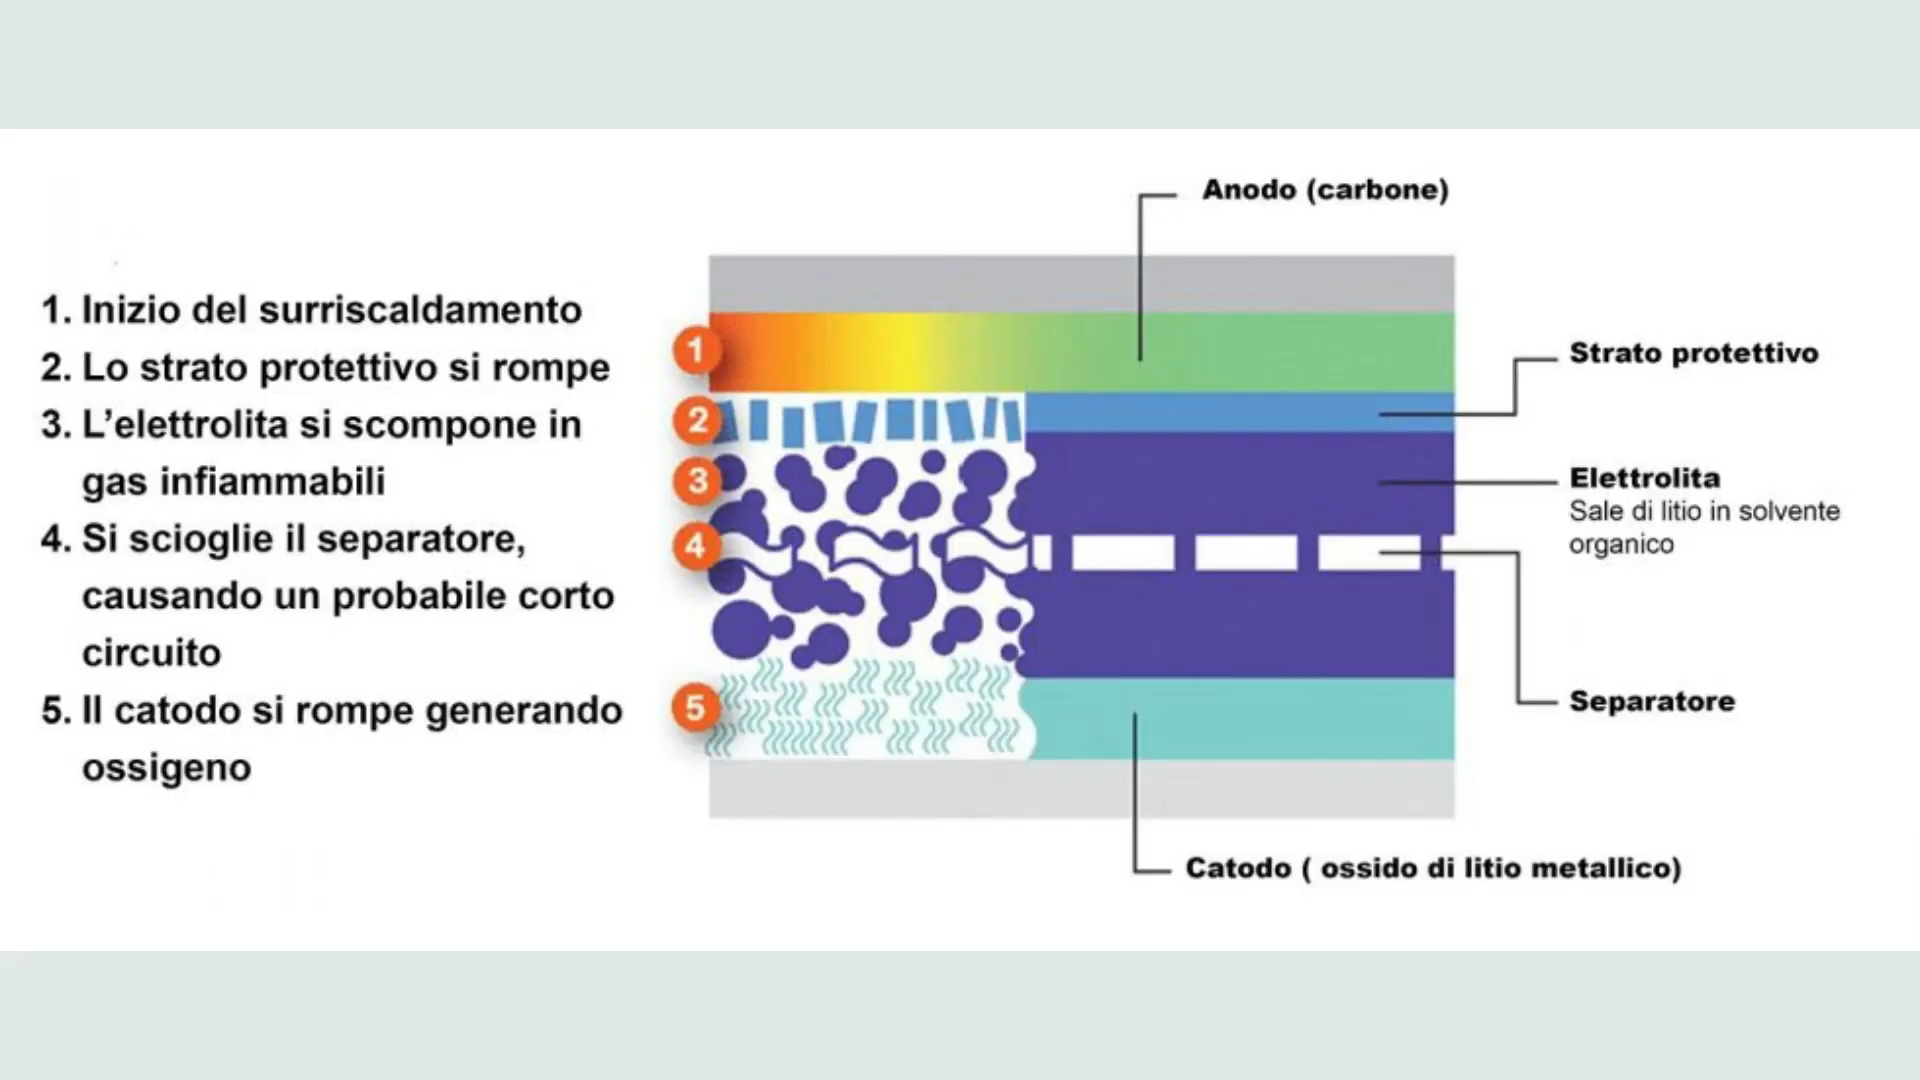 Anodo (carbone)
1. Inizio del surriscaldamento
2. Lo strato protettivo si rompe
3. L’elettrolita si scompone in
gas infiammabili
4. Si scioglie il separatore,
causando un probabile corto
circuito
5. Il catodo si rompe generando
ossigeno
1
2
3
4
5
Strato protettivo
Elettrolita
Sale di litio in solvente
organico
Separatore
Catodo ( ossido di litio metallico)